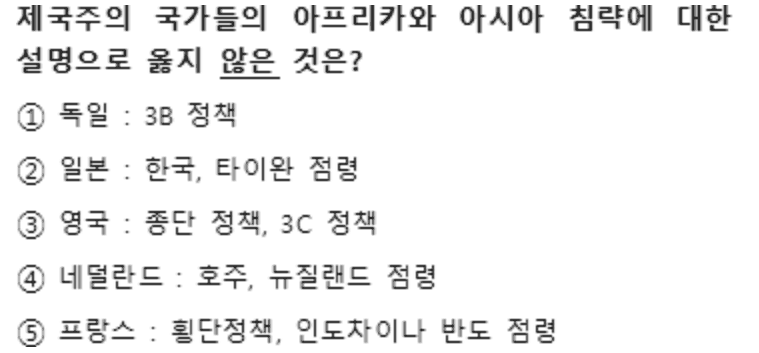 제국주의 국가들의 아프리카와 아시아 침략에 대한
설명으로 옳지 않은 것은?
① 독일 : 3B 정책
② 일본 : 한국, 타이완 점령
③ 영국 : 종단 정책, 3C 정책
④ 네덜란드 : 호주, 뉴질랜드 점령
⑤ 프랑스 : 횡단정책, 인도차이나 반도 점령